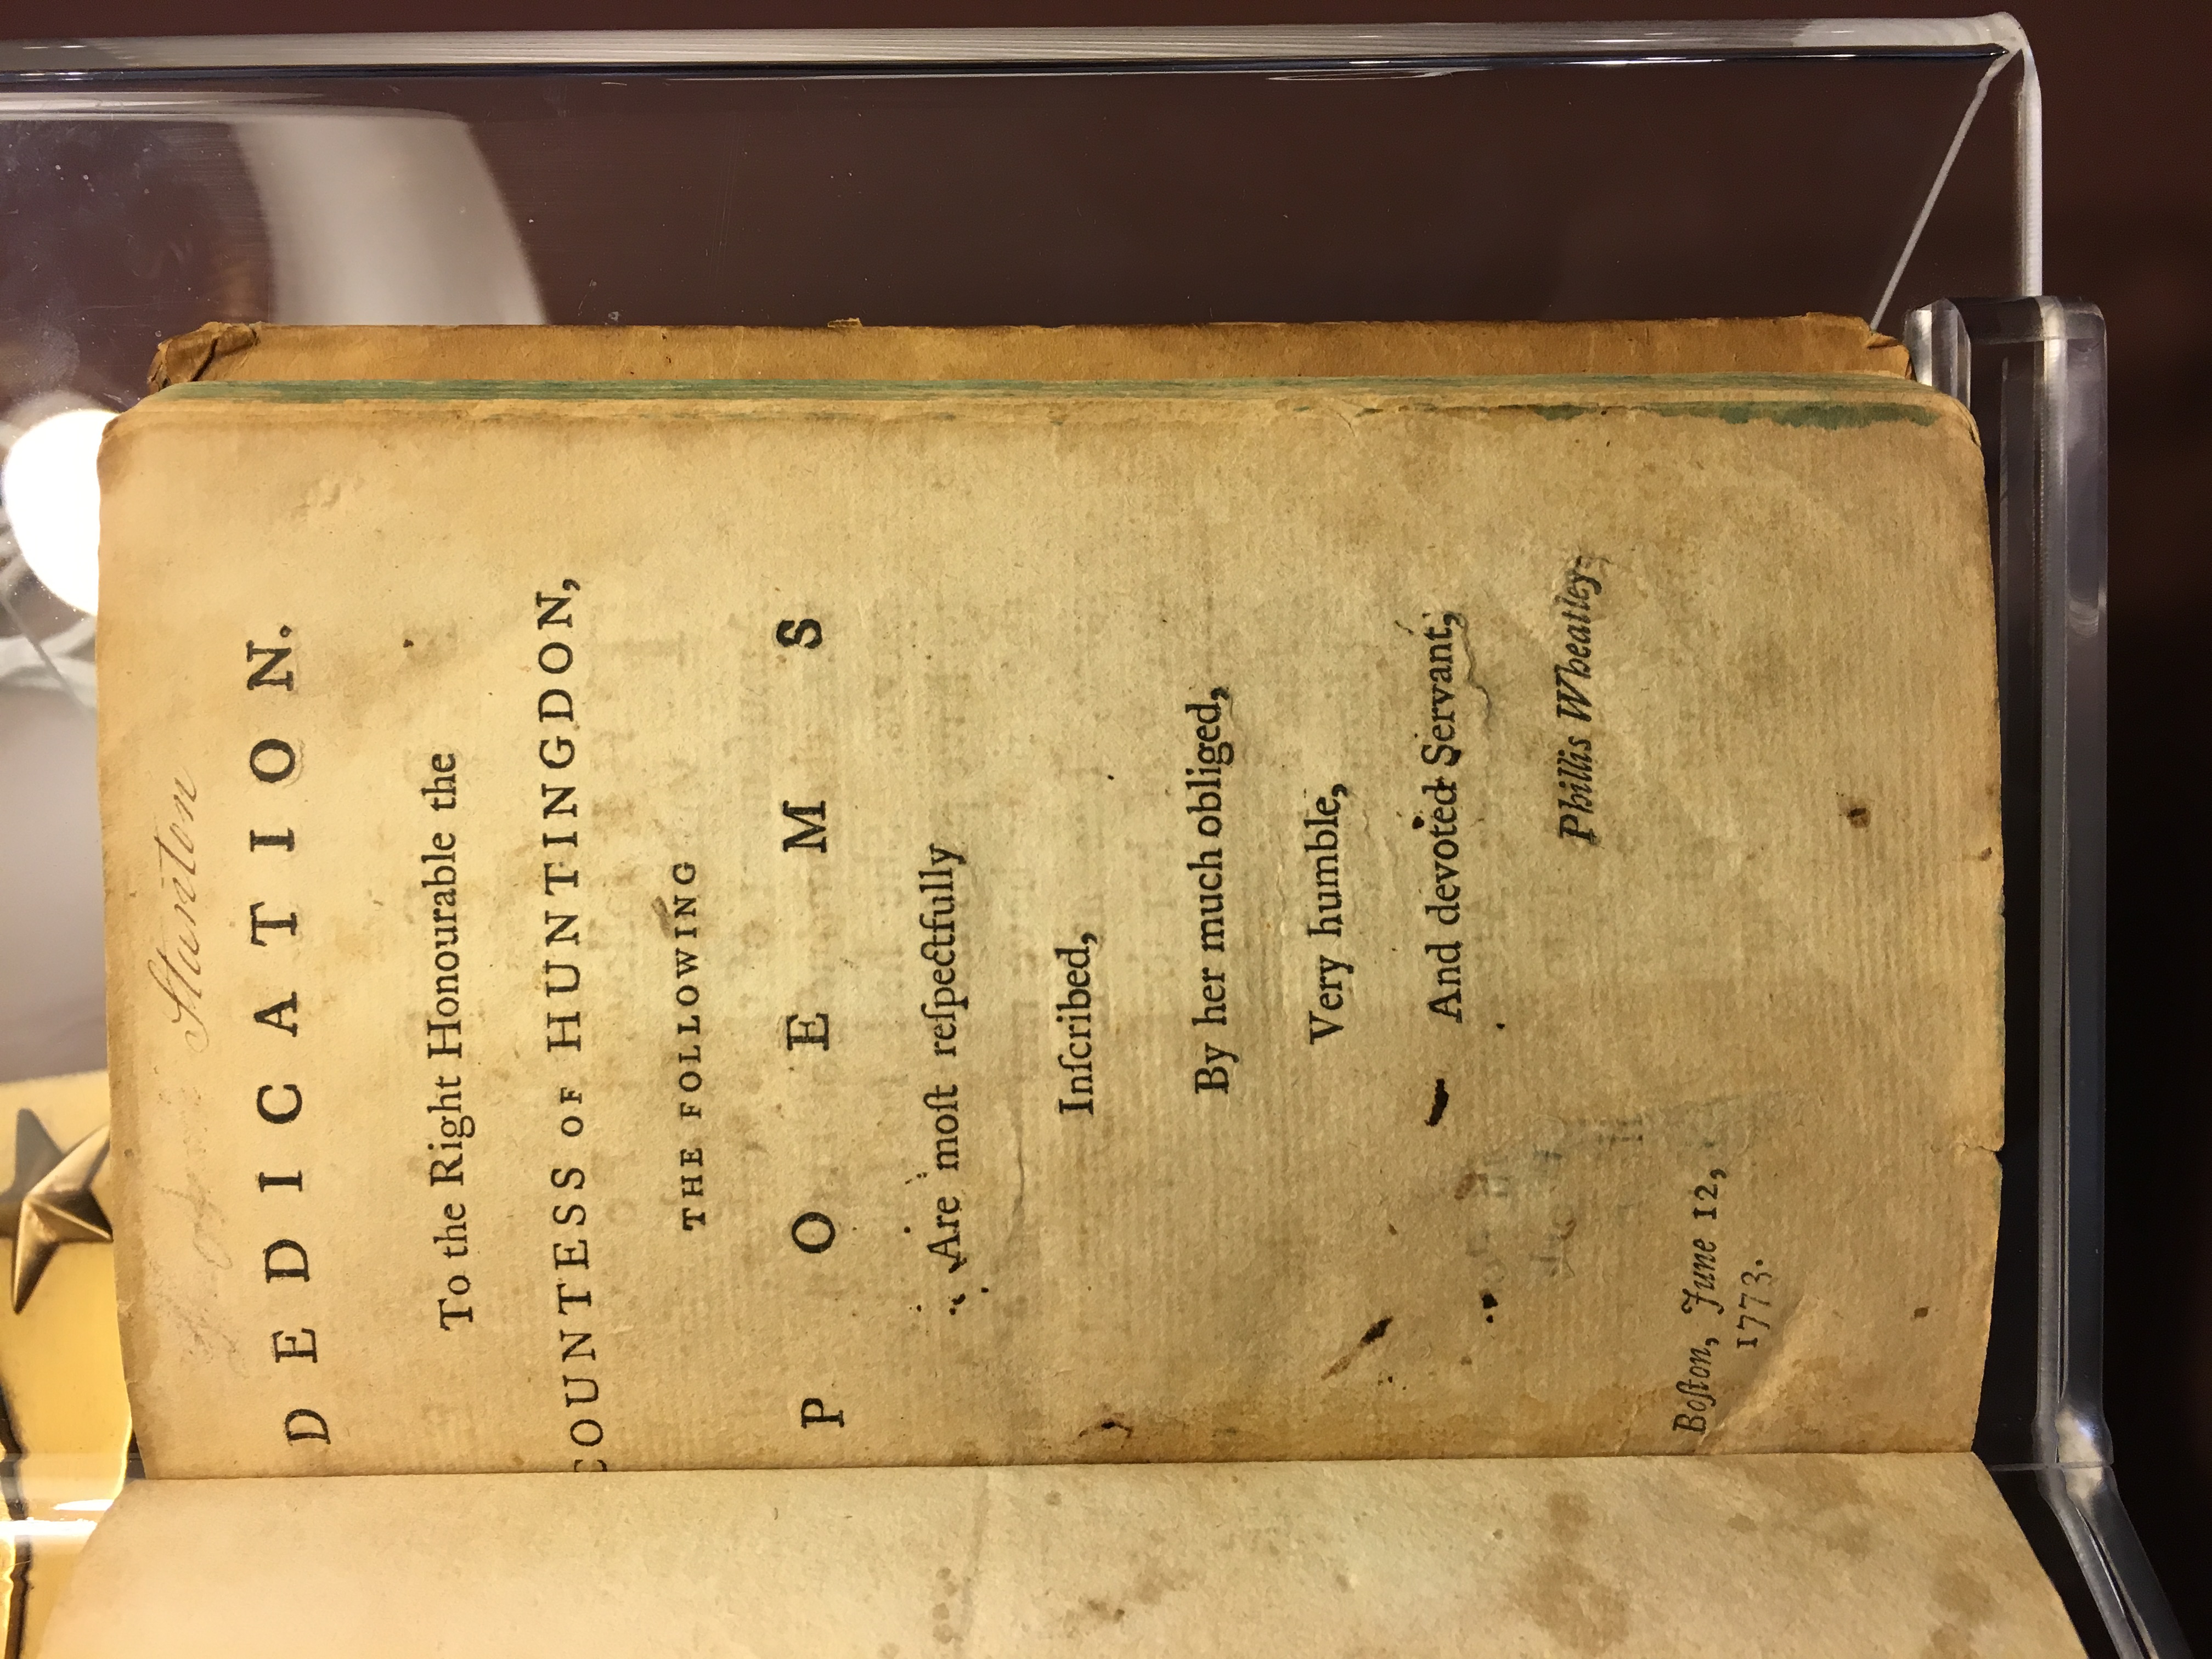 Stanton
DEDICATION.
To the Right Honourable the
COUNTESS OF HUNTINGDON,
THE FOLLOWING
POEMS
Are moſt reſpectfully
Inſcribed,
By her much obliged,
Very humble,
And devoted Servant,
Phillis Wheatley.
Boſton, June 12,
1773.